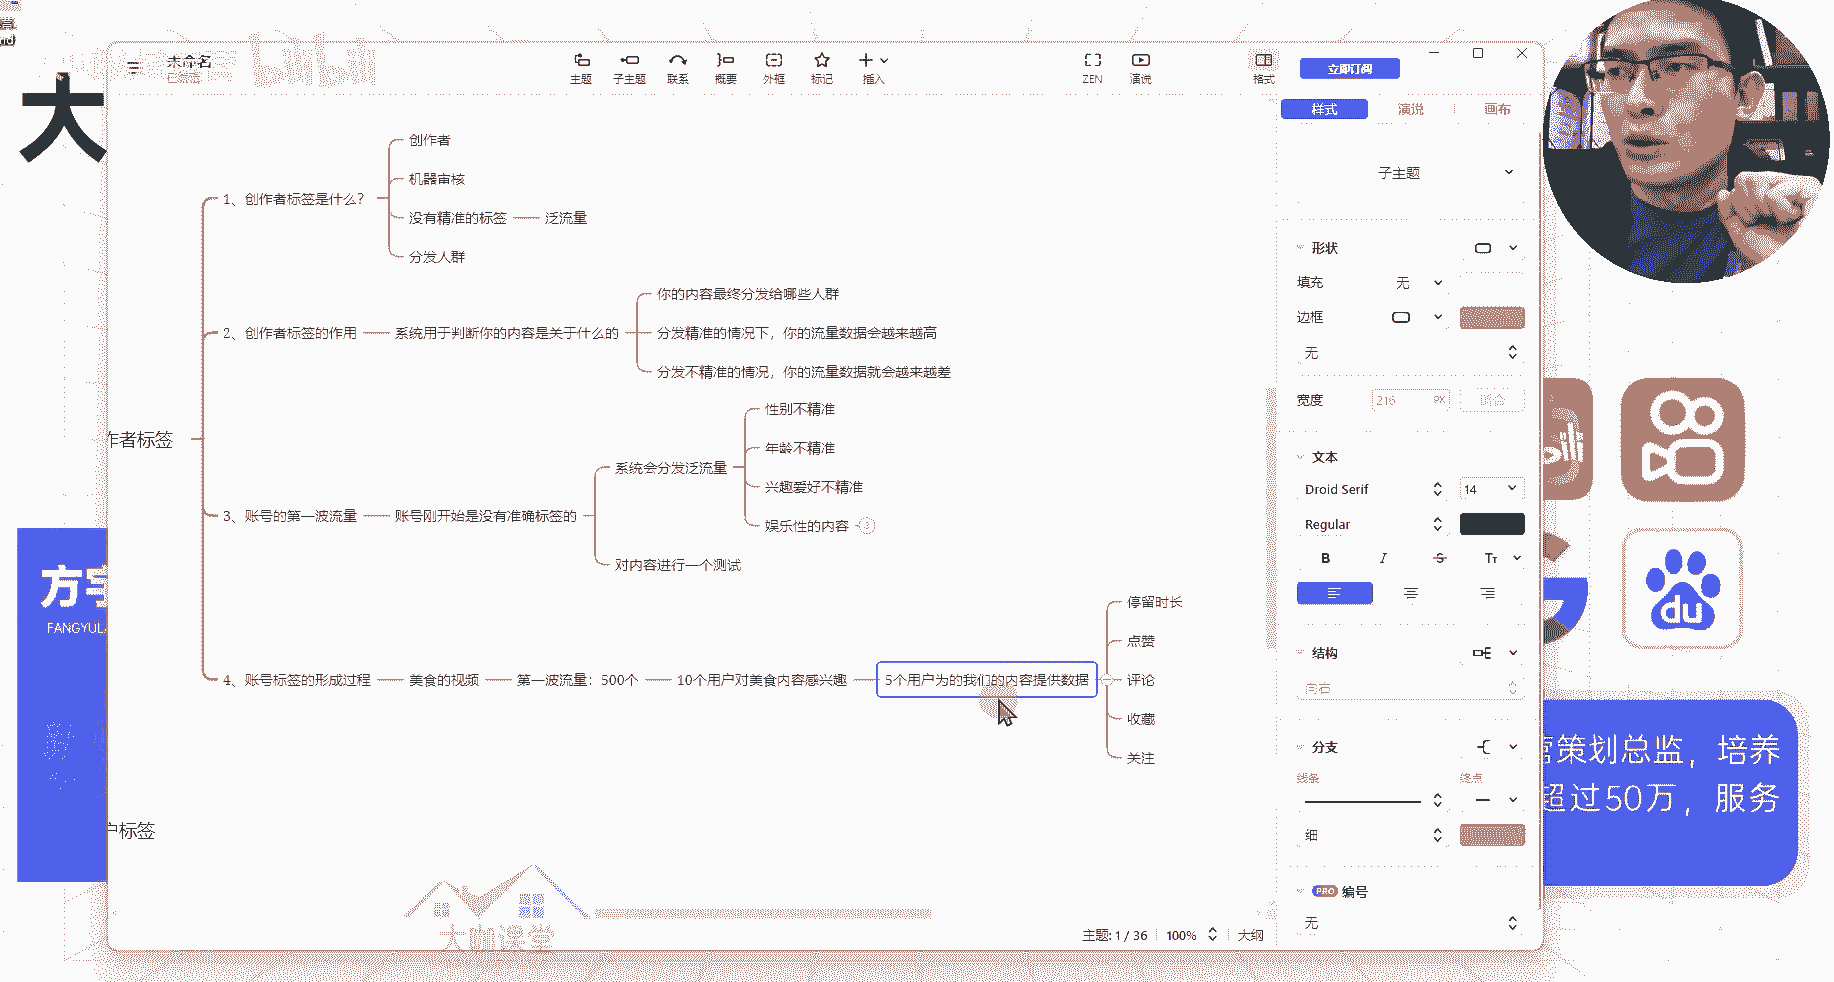 未命名
已编辑
bilibili
主题
子主题
联系
概要
外框
标记
插入
ZEN
演说
格式
立即订阅
大
样式
演说
画布
子主题
创作者
机器审核
1、创作者标签是什么？
没有精准的标签
泛流量
分发人群
你的内容最终分发给哪些人群
2、创作者标签的作用
系统用于判断你的内容是关于什么的
分发精准的情况下，你的流量数据会越来越高
分发不精准的情况，你的流量数据就会越来越差
作者标签
性别不精准
年龄不精准
系统会分发泛流量
兴趣爱好不精准
娱乐性的内容
3
3、账号的第一波流量
账号刚开始是没有准确标签的
对内容进行一个测试
停留时长
点赞
4、账号标签的形成过程
美食的视频
第一波流量：500个
10个用户对美食内容感兴趣
5个用户为的我们的内容提供数据
评论
收藏
关注
户标签
形状
填充
无
边框
无
宽度
216
PX
文本
Droid Serif
14
Regular
B
I
S
Tт
结构
向右
分支
线条
终点
细
PRO
编号
无
主题: 1 / 36
100%
大纲
方宇
FANGYUL
bili
du
营策划总监，培养
超过50万，服务
大咖课堂